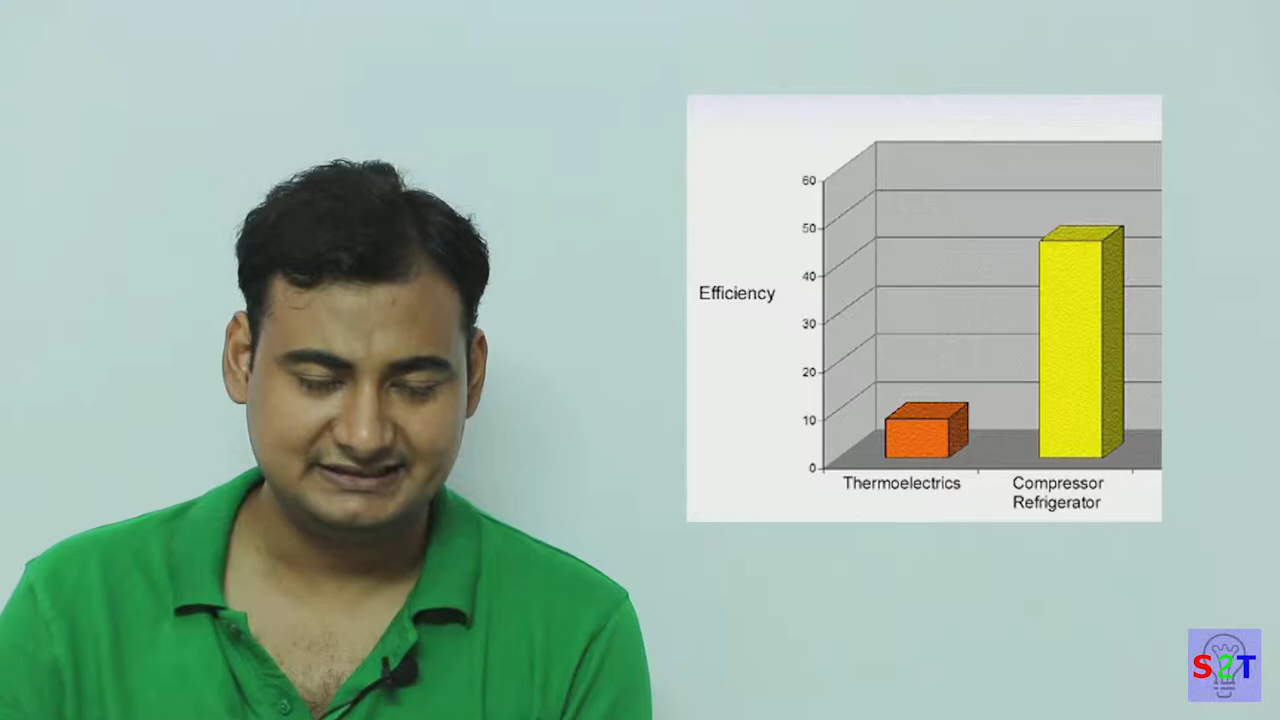 60
50
40
Efficiency
30
20
10
0
Thermoelectrics
Compressor
Refrigerator
S2T